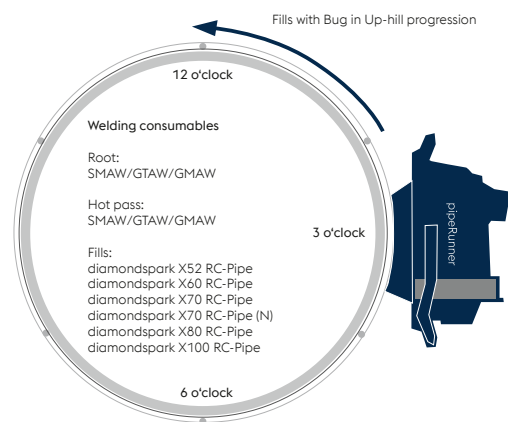 Fills with Bug in Up-hill progression
12 o‘clock
Welding consumables
Root:
SMAW/GTAW/GMAW
Hot pass:
SMAW/GTAW/GMAW
3 o‘clock
pipeRunner
Fills:
diamondspark X52 RC-Pipe
diamondspark X60 RC-Pipe
diamondspark X70 RC-Pipe
diamondspark X70 RC-Pipe (N)
diamondspark X80 RC-Pipe
diamondspark X100 RC-Pipe
6 o‘clock